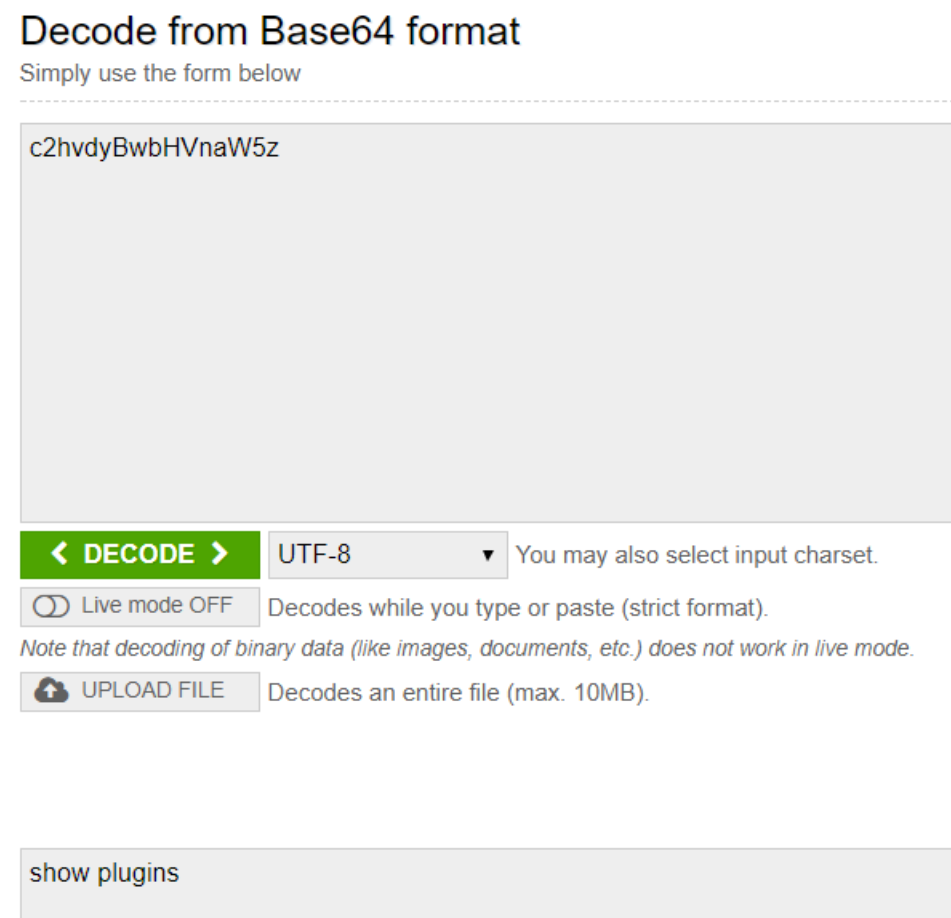 Decode from Base64 format
Simply use the form below
c2hvdyBwbHVnaW5z
< DECODE > UTF-8 ▼ You may also select input charset.
Live mode OFF Decodes while you type or paste (strict format).
Note that decoding of binary data (like images, documents, etc.) does not work in live mode.
UPLOAD FILE Decodes an entire file (max. 10MB).
show plugins